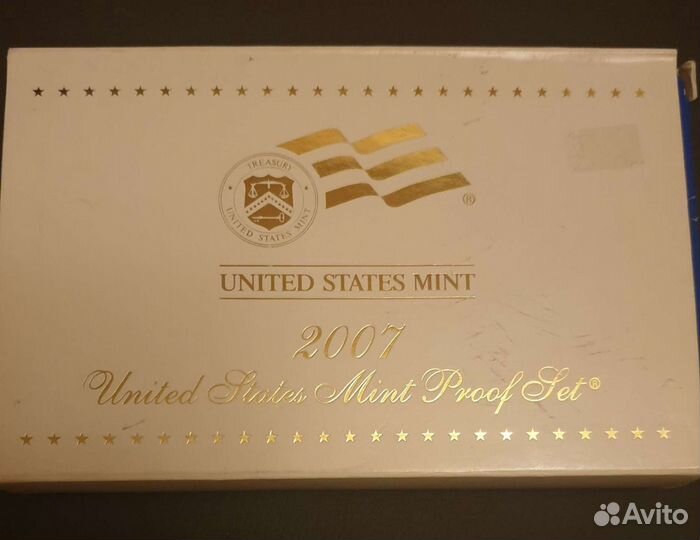 TREASURY
UNITED STATES MINT
®
UNITED STATES MINT
2007
United States Mint Proof Set®
Avito